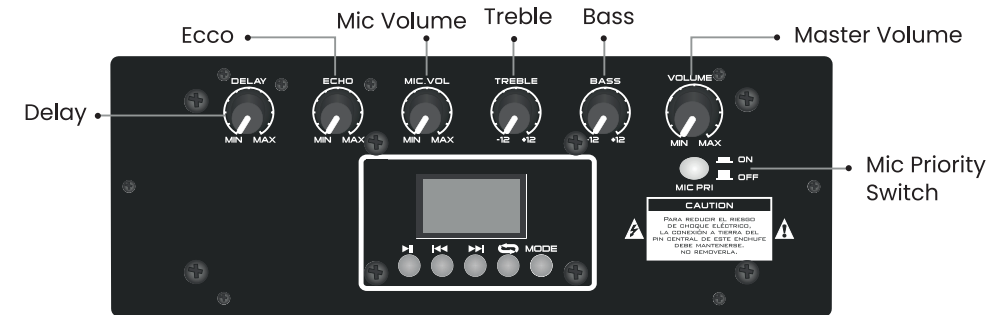 Ecco
Mic Volume
Treble
Bass
Master Volume
Delay
DELAY
ECHO
MIC.VOL
TREBLE
BASS
VOLUME
MIN MAX
MIN MAX
MIN MAX
-12 +12
-12 +12
MIN MAX
ON
OFF
MIC PRI
Mic Priority
Switch
MODE
CAUTION
PARA REDUCIR EL RIESGO
DE CHOQUE ELÉCTRICO,
LA CONEXIÓN A TIERRA DEL
PIN CENTRAL DE ESTE ENCHUFE
DEBE MANTENERSE.
NO REMOVERLA.